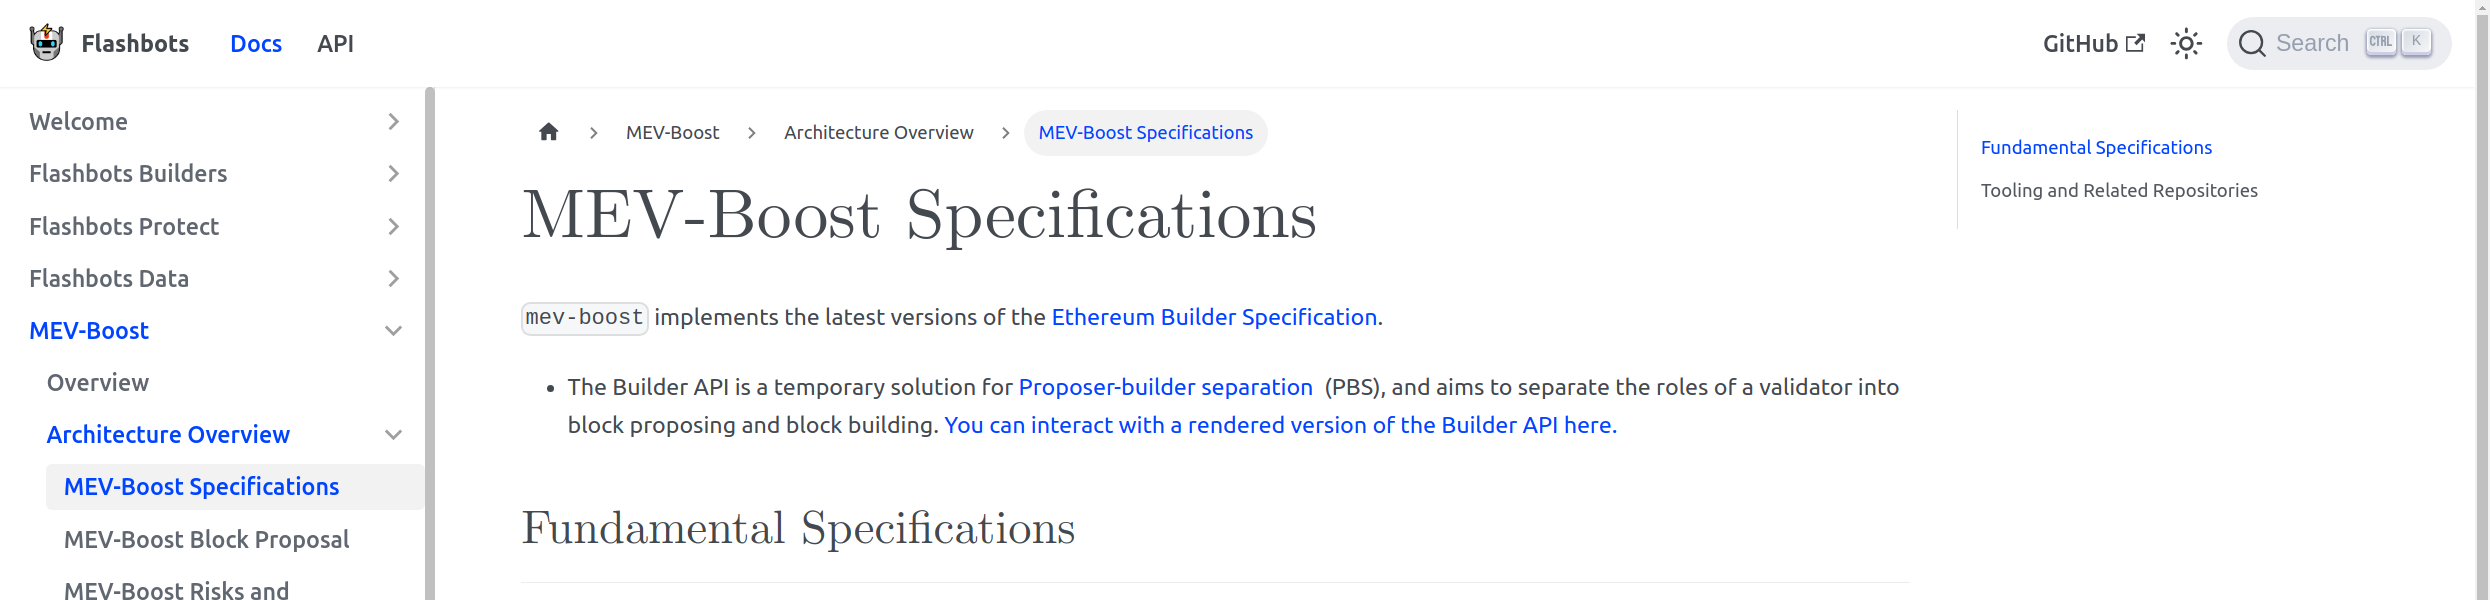 Flashbots Docs API GitHub Search CTRL K
Welcome
Flashbots Builders
Flashbots Protect
Flashbots Data
MEV-Boost
Overview
Architecture Overview
MEV-Boost Specifications
MEV-Boost Block Proposal
MEV-Boost Risks and
MEV-Boost Architecture Overview MEV-Boost Specifications
MEV-Boost Specifications
mev-boost implements the latest versions of the Ethereum Builder Specification.
• The Builder API is a temporary solution for Proposer-builder separation (PBS), and aims to separate the roles of a validator into
block proposing and block building. You can interact with a rendered version of the Builder API here.
Fundamental Specifications
Fundamental Specifications
Tooling and Related Repositories